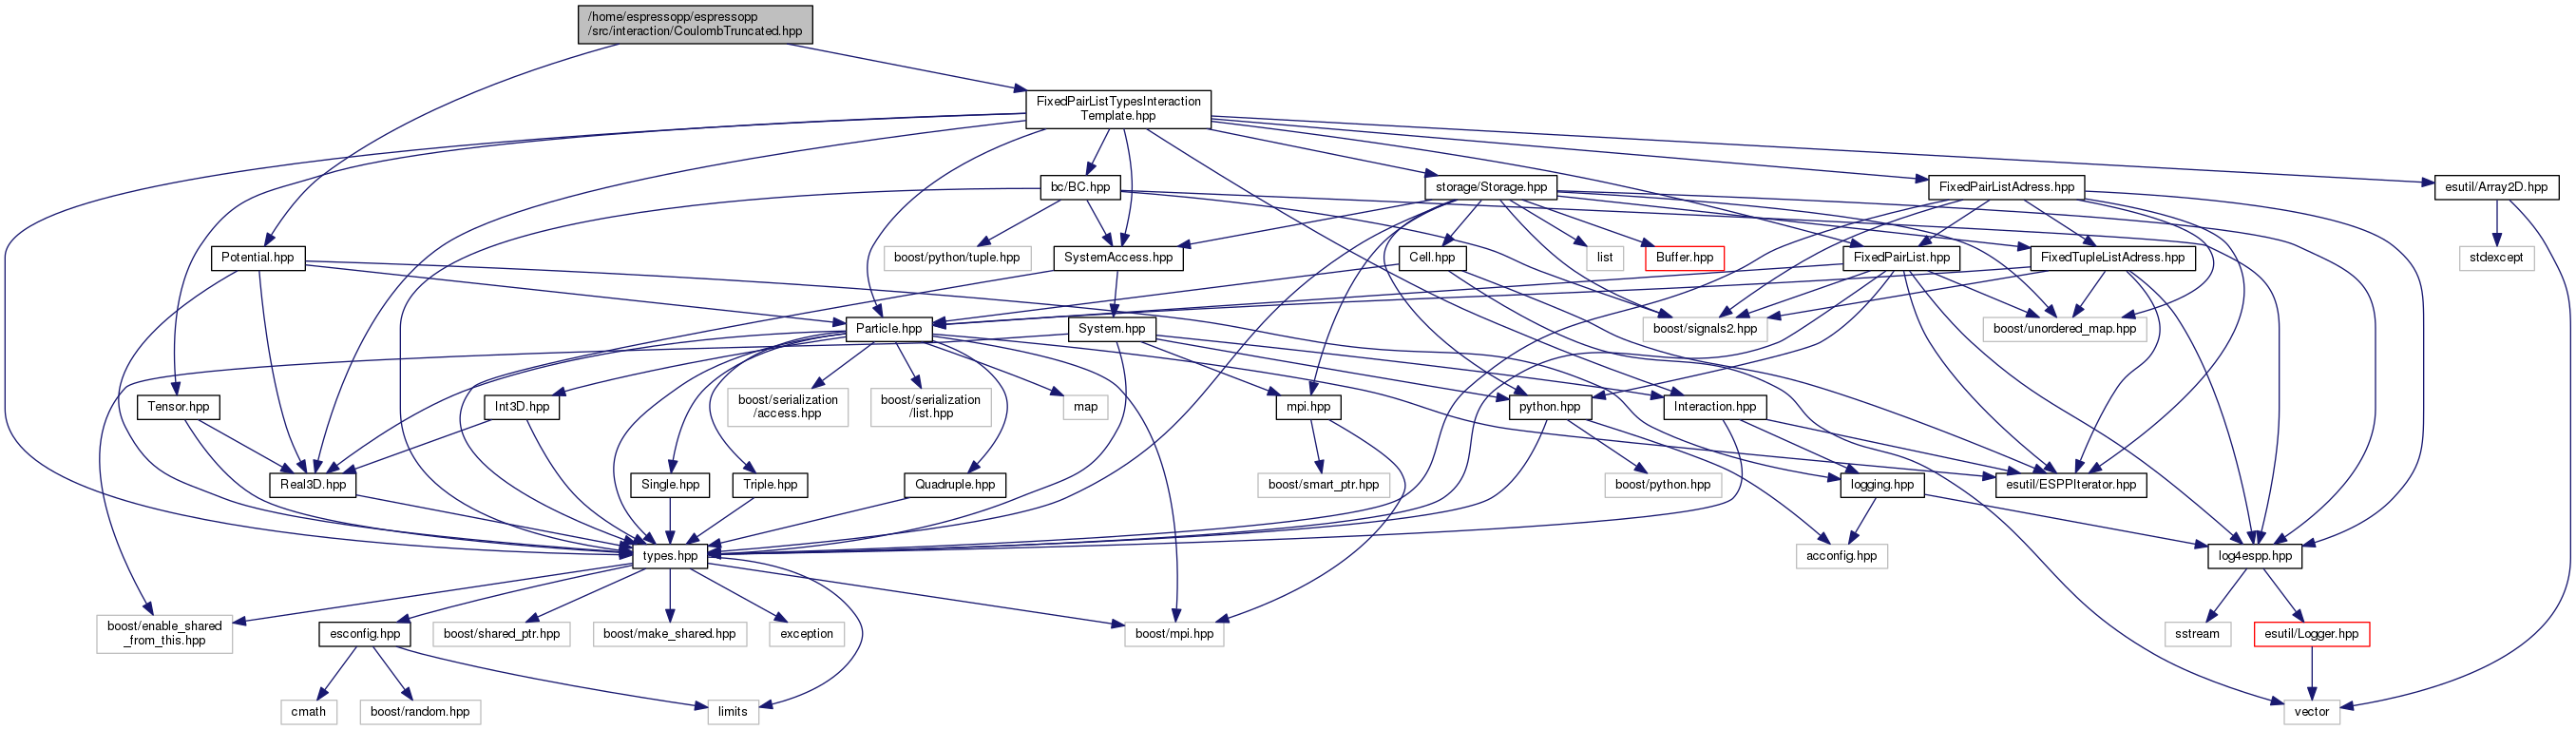 /home/espressopp/espressopp
/src/interaction/CoulombTruncated.hpp
FixedPairListTypesInteraction
Template.hpp
bc/BC.hpp
storage/Storage.hpp
FixedPairListAdress.hpp
esutil/Array2D.hpp
Potential.hpp
boost/python/tuple.hpp
SystemAccess.hpp
Cell.hpp
list
Buffer.hpp
FixedPairList.hpp
FixedTupleListAdress.hpp
stdexcept
Particle.hpp
System.hpp
boost/signals2.hpp
boost/unordered_map.hpp
Tensor.hpp
Int3D.hpp
boost/serialization
/access.hpp
boost/serialization
/list.hpp
map
mpi.hpp
python.hpp
Interaction.hpp
Real3D.hpp
Single.hpp
Triple.hpp
Quadruple.hpp
boost/smart_ptr.hpp
boost/python.hpp
logging.hpp
esutil/ESPPIterator.hpp
types.hpp
acconfig.hpp
log4espp.hpp
boost/enable_shared
_from_this.hpp
esconfig.hpp
boost/shared_ptr.hpp
boost/make_shared.hpp
exception
boost/mpi.hpp
sstream
esutil/Logger.hpp
cmath
boost/random.hpp
limits
vector